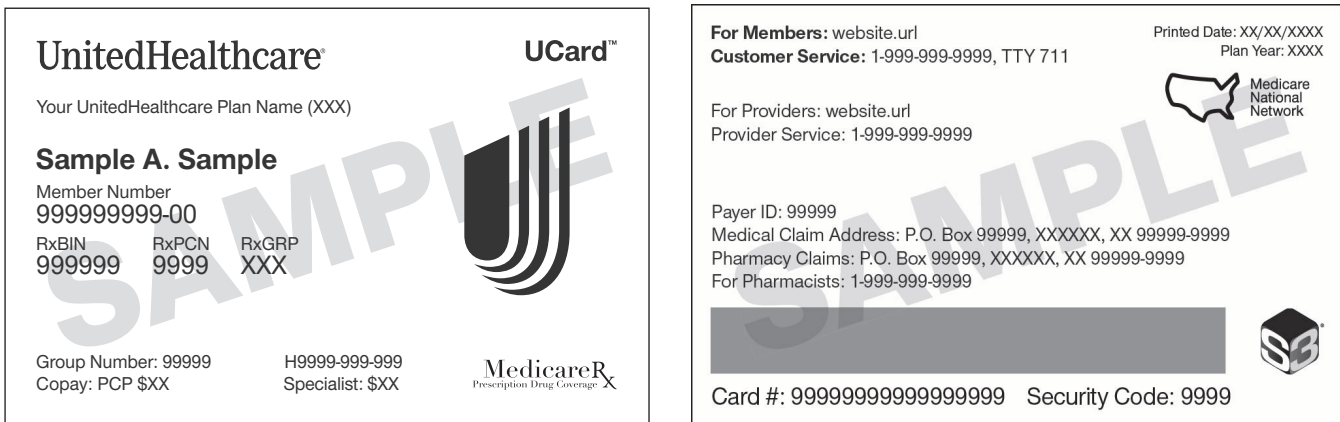 UnitedHealthcare®
UCard™
Your UnitedHealthcare Plan Name (XXX)
Sample A. Sample
Member Number
999999999-00
RxBIN RxPCN RxGRP
999999 9999 XXX
Group Number: 99999 H9999-999-999
Copay: PCP $XX Specialist: $XX
MedicareRx
Prescription Drug Coverage
SAMPLE
For Members: website.url
Customer Service: 1-999-999-9999, TTY 711
Printed Date: XX/XX/XXXX
Plan Year: XXXX
Medicare
National
Network
For Providers: website.url
Provider Service: 1-999-999-9999
Payer ID: 99999
Medical Claim Address: P.O. Box 99999, XXXXXX, XX 99999-9999
Pharmacy Claims: P.O. Box 99999, XXXXXX, XX 99999-9999
For Pharmacists: 1-999-999-9999
S3
Card #: 99999999999999999 Security Code: 9999
SAMPLE